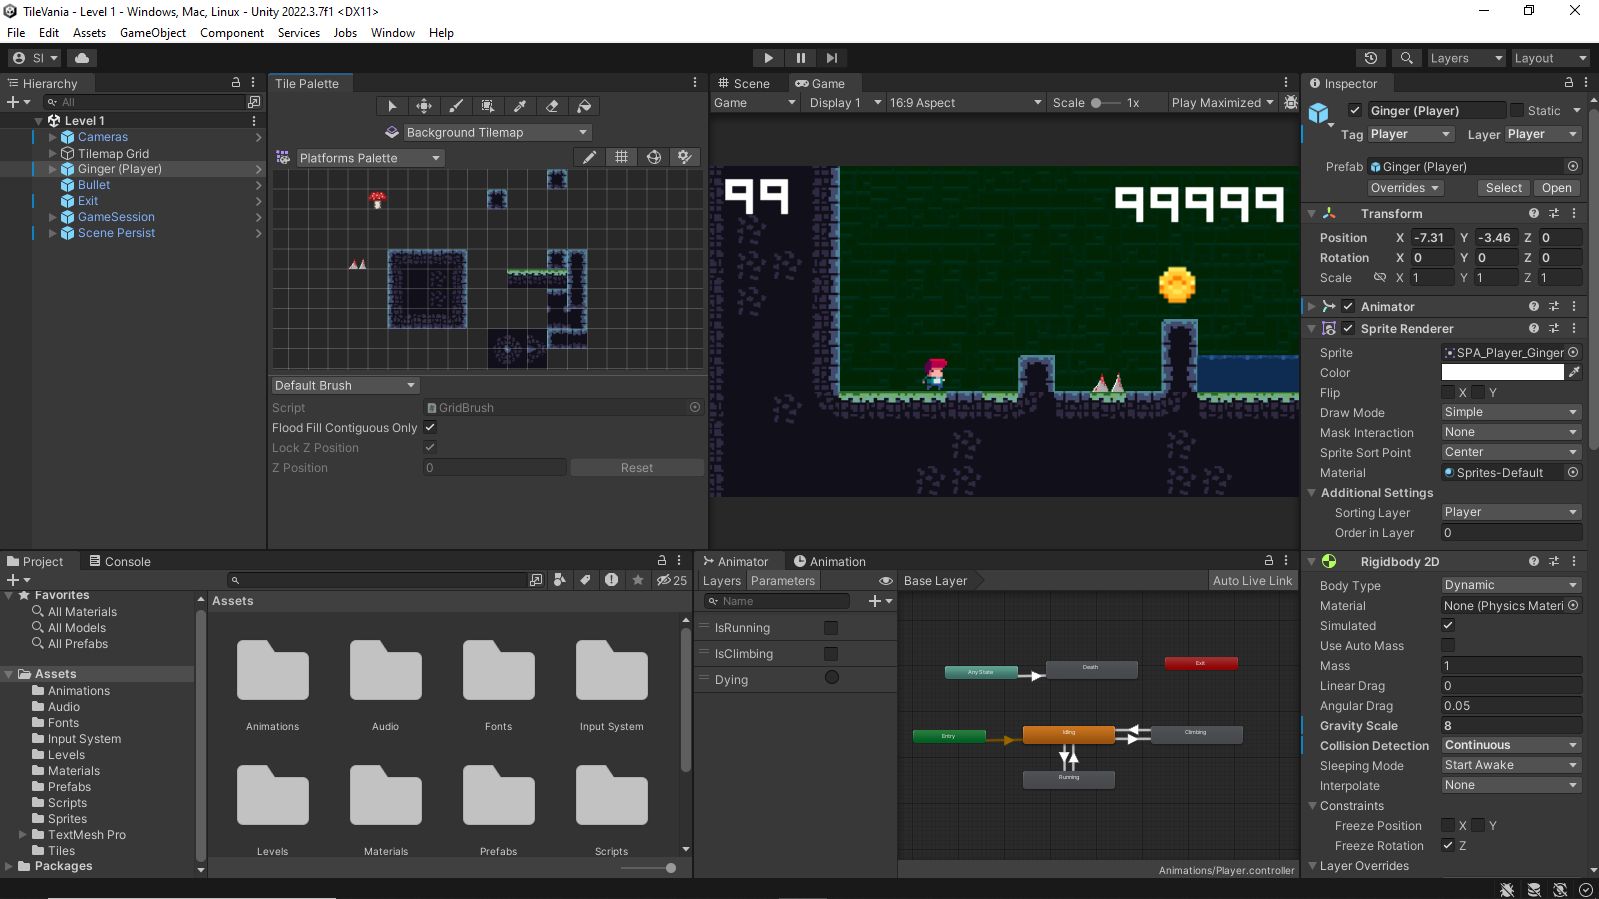 TileVania - Level 1 - Windows, Mac, Linux - Unity 2022.3.7f1 <DX11>
File Edit Assets GameObject Component Services Jobs Window Help
SI
Layers Layout
Hierarchy
All
Level 1
Cameras
Tilemap Grid
Ginger (Player)
Bullet
Exit
GameSession
Scene Persist
Tile Palette
Background Tilemap
Platforms Palette
Default Brush
Script GridBrush
Flood Fill Contiguous Only
Lock Z Position
Z Position 0 Reset
Scene Game
Game Display 1 16:9 Aspect Scale 1x Play Maximized
99 99999
Inspector
Ginger (Player) Static
Tag Player Layer Player
Prefab Ginger (Player)
Overrides Select Open
Transform
Position X -7.31 Y -3.46 Z 0
Rotation X 0 Y 0 Z 0
Scale X 1 Y 1 Z 1
Animator
Sprite Renderer
Sprite SPA_Player_Ginger
Color
Flip X Y
Draw Mode Simple
Mask Interaction None
Sprite Sort Point Center
Material Sprites-Default
Additional Settings
Sorting Layer Player
Order in Layer 0
Rigidbody 2D
Body Type Dynamic
Material None (Physics Materi
Simulated
Use Auto Mass
Mass 1
Linear Drag 0
Angular Drag 0.05
Gravity Scale 8
Collision Detection Continuous
Sleeping Mode Start Awake
Interpolate None
Constraints
Freeze Position X Y
Freeze Rotation Z
Layer Overrides
Project Console
25
Favorites
All Materials
All Models
All Prefabs
Assets
Animations
Audio
Fonts
Input System
Levels
Materials
Prefabs
Scripts
Sprites
TextMesh Pro
Tiles
Packages
Assets
Animations Audio Fonts Input System
Levels Materials Prefabs Scripts
Animator Animation
Layers Parameters Base Layer Auto Live Link
Name
IsRunning
IsClimbing
Dying
Any State Death Exit
Entry Idling Climbing
Running
Animations/Player.controller